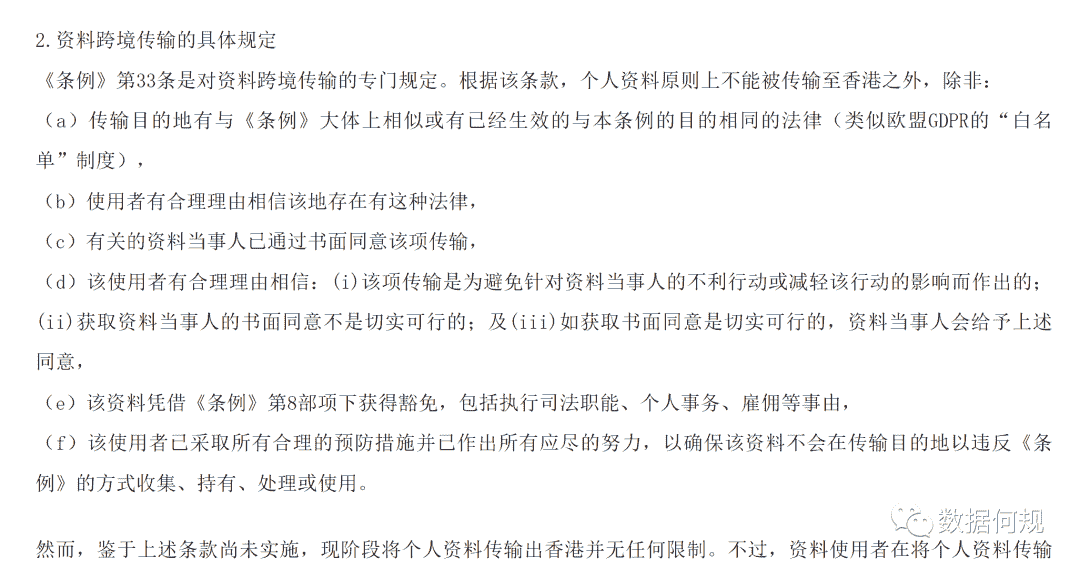 2.资料跨境传输的具体规定
《条例》第33条是对资料跨境传输的专门规定。根据该条款，个人资料原则上不能被传输至香港之外，除非：
（a）传输目的地有与《条例》大体上相似或有已经生效的与本条例的目的相同的法律（类似欧盟GDPR的“白名
单”制度），
（b）使用者有合理理由相信该地存在有这种法律，
（c）有关的资料当事人已通过书面同意该项传输，
（d）该使用者有合理理由相信：(i)该项传输是为避免针对资料当事人的不利行动或减轻该行动的影响而作出的；
(ii)获取资料当事人的书面同意不是切实可行的；及(iii)如获取书面同意是切实可行的，资料当事人会给予上述
同意，
（e）该资料凭借《条例》第8部项下获得豁免，包括执行司法职能、个人事务、雇佣等事由，
（f）该使用者已采取所有合理的预防措施并已作出所有应尽的努力，以确保该资料不会在传输目的地以违反《条
例》的方式收集、持有、处理或使用。
数据何规
然而，鉴于上述条款尚未实施，现阶段将个人资料传输出香港并无任何限制。不过，资料使用者在将个人资料传输